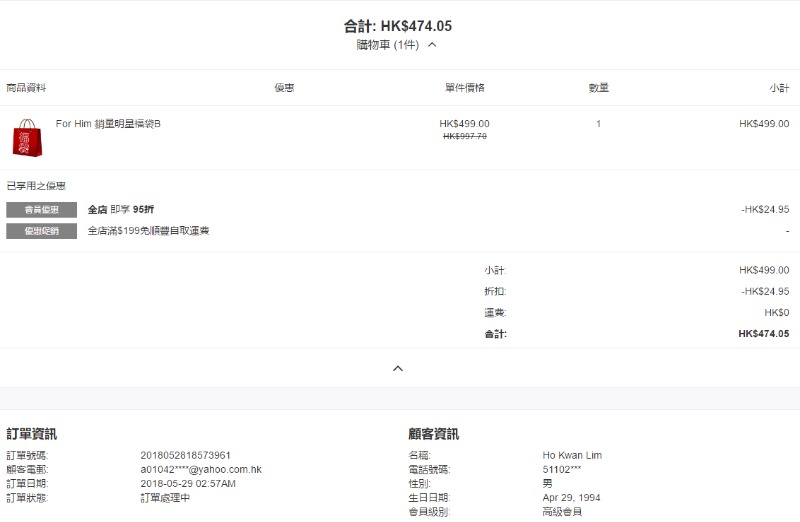 合計: HK$474.05
購物車 (1件)
商品資料 優惠 單件價格 數量 小計
For Him 銷量明星福袋B HK$499.00 1 HK$499.00
HK$997.70
福袋
已享用之優惠
會員優惠 全店 即享 95折 -HK$24.95
優惠促銷 全店滿$199免順豐自取運費 -
小計: HK$499.00
折扣: -HK$24.95
運費: HK$0
合計: HK$474.05
訂單資訊 顧客資訊
訂單號碼: 2018052818573961 名稱: Ho Kwan Lim
顧客電郵: a01042****@yahoo.com.hk 電話號碼: 51102***
訂單日期: 2018-05-29 02:57AM 性別: 男
訂單狀態: 訂單處理中 生日日期: Apr 29, 1994
會員級別: 高級會員